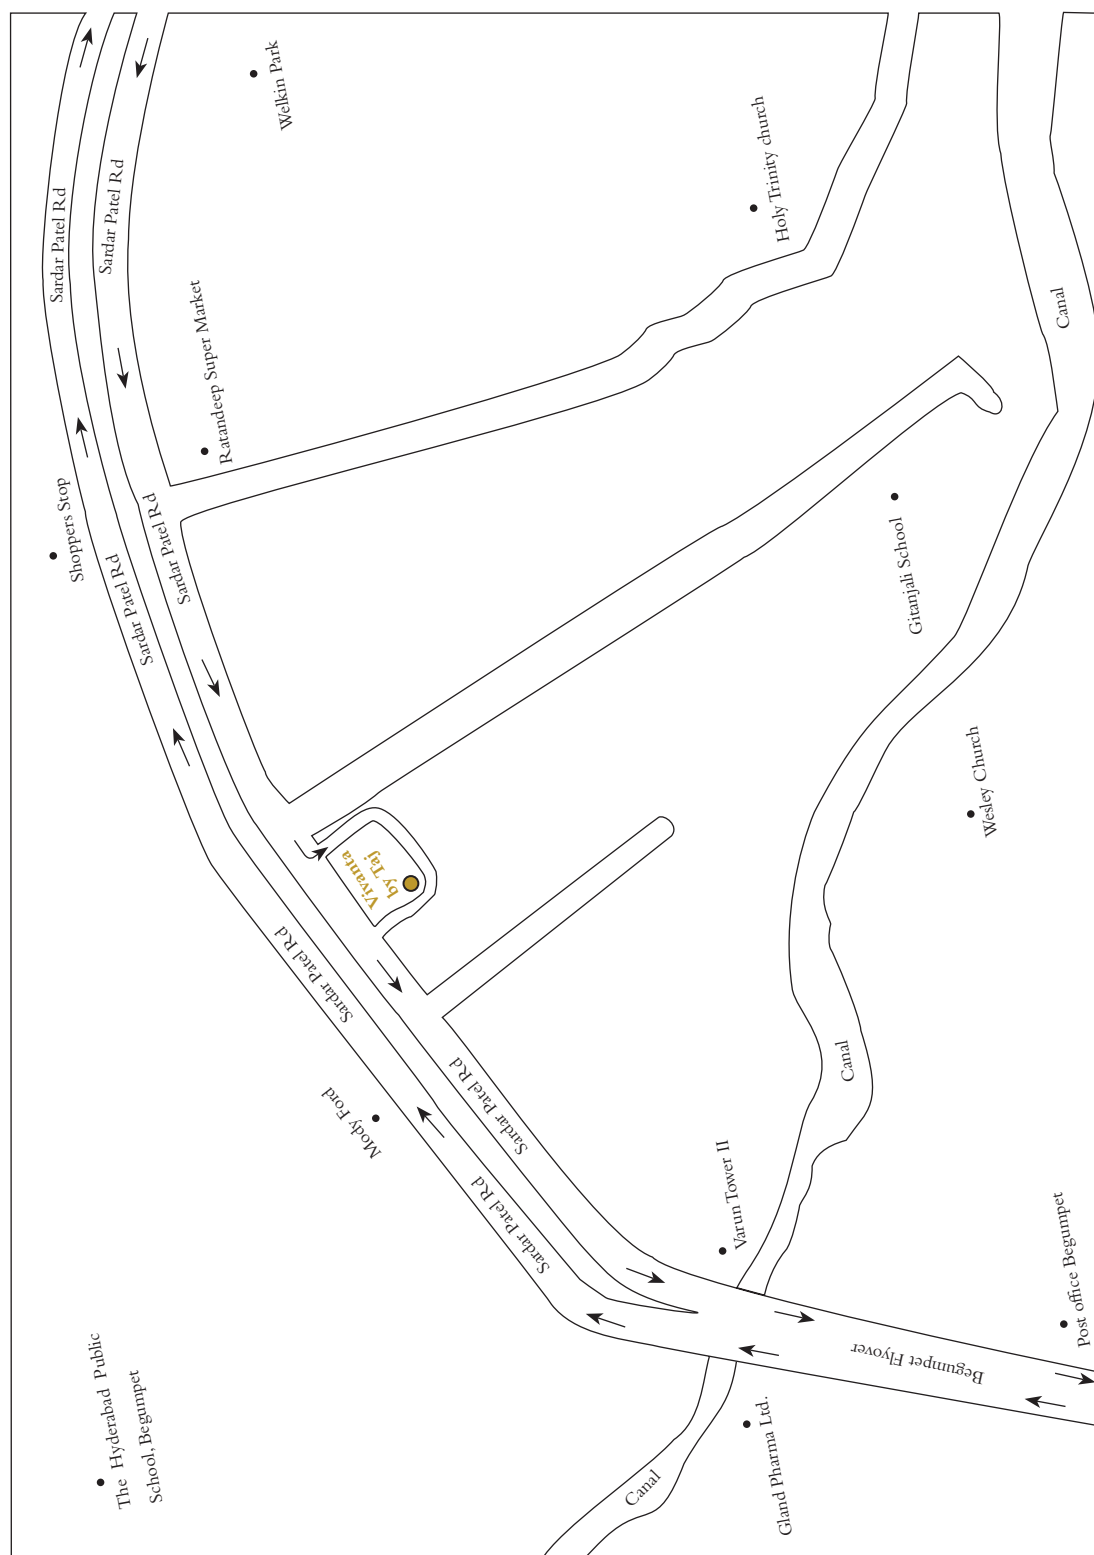 Sardar Patel Rd
Sardar Patel Rd
Welkin Park
Holy Trinity church
Ratandeep Super Market
Canal
Shoppers Stop
Sardar Patel Rd
Sardar Patel Rd
Gitanjali School
Wesley Church
Vivanta
by Taj
Sardar Patel Rd
Canal
Mody Ford
Sardar Patel Rd
Sardar Patel Rd
Varun Tower II
Post office Begumpet
Begumpet Flyover
The Hyderabad Public
School, Begumpet
Gland Pharma Ltd.
Canal